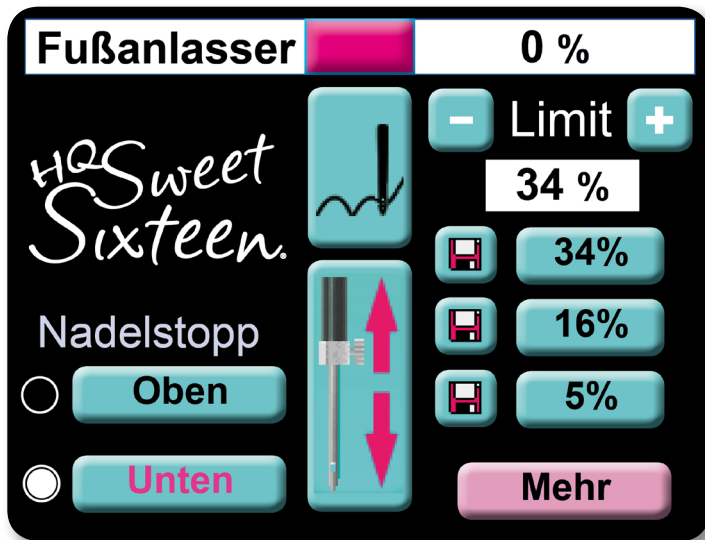 Fußanlasser 0 %
HQ Sweet
Sixteen.
- Limit +
34 %
34%
16%
5%
Nadelstopp
Oben
Unten
Mehr